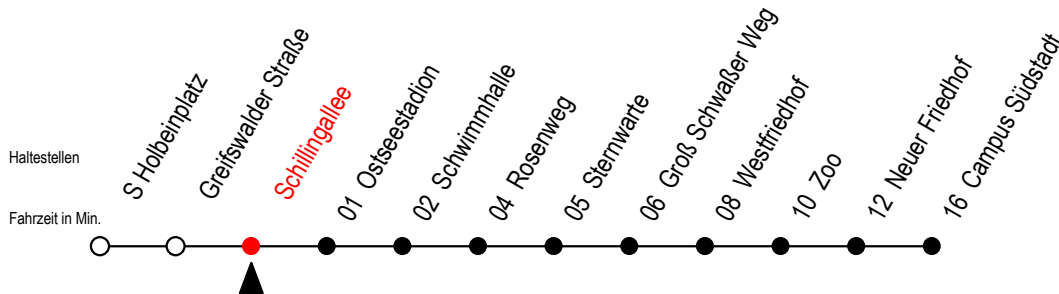 Haltestellen
Fahrzeit in Min.
S Holbeinplatz
Greifswalder Straße
Schillingallee
01 Ostseestadion
02 Schwimmhalle
04 Rosenweg
05 Sternwarte
06 Groß Schwaßer Weg
08 Westfriedhof
10 Zoo
12 Neuer Friedhof
16 Campus Südstadt